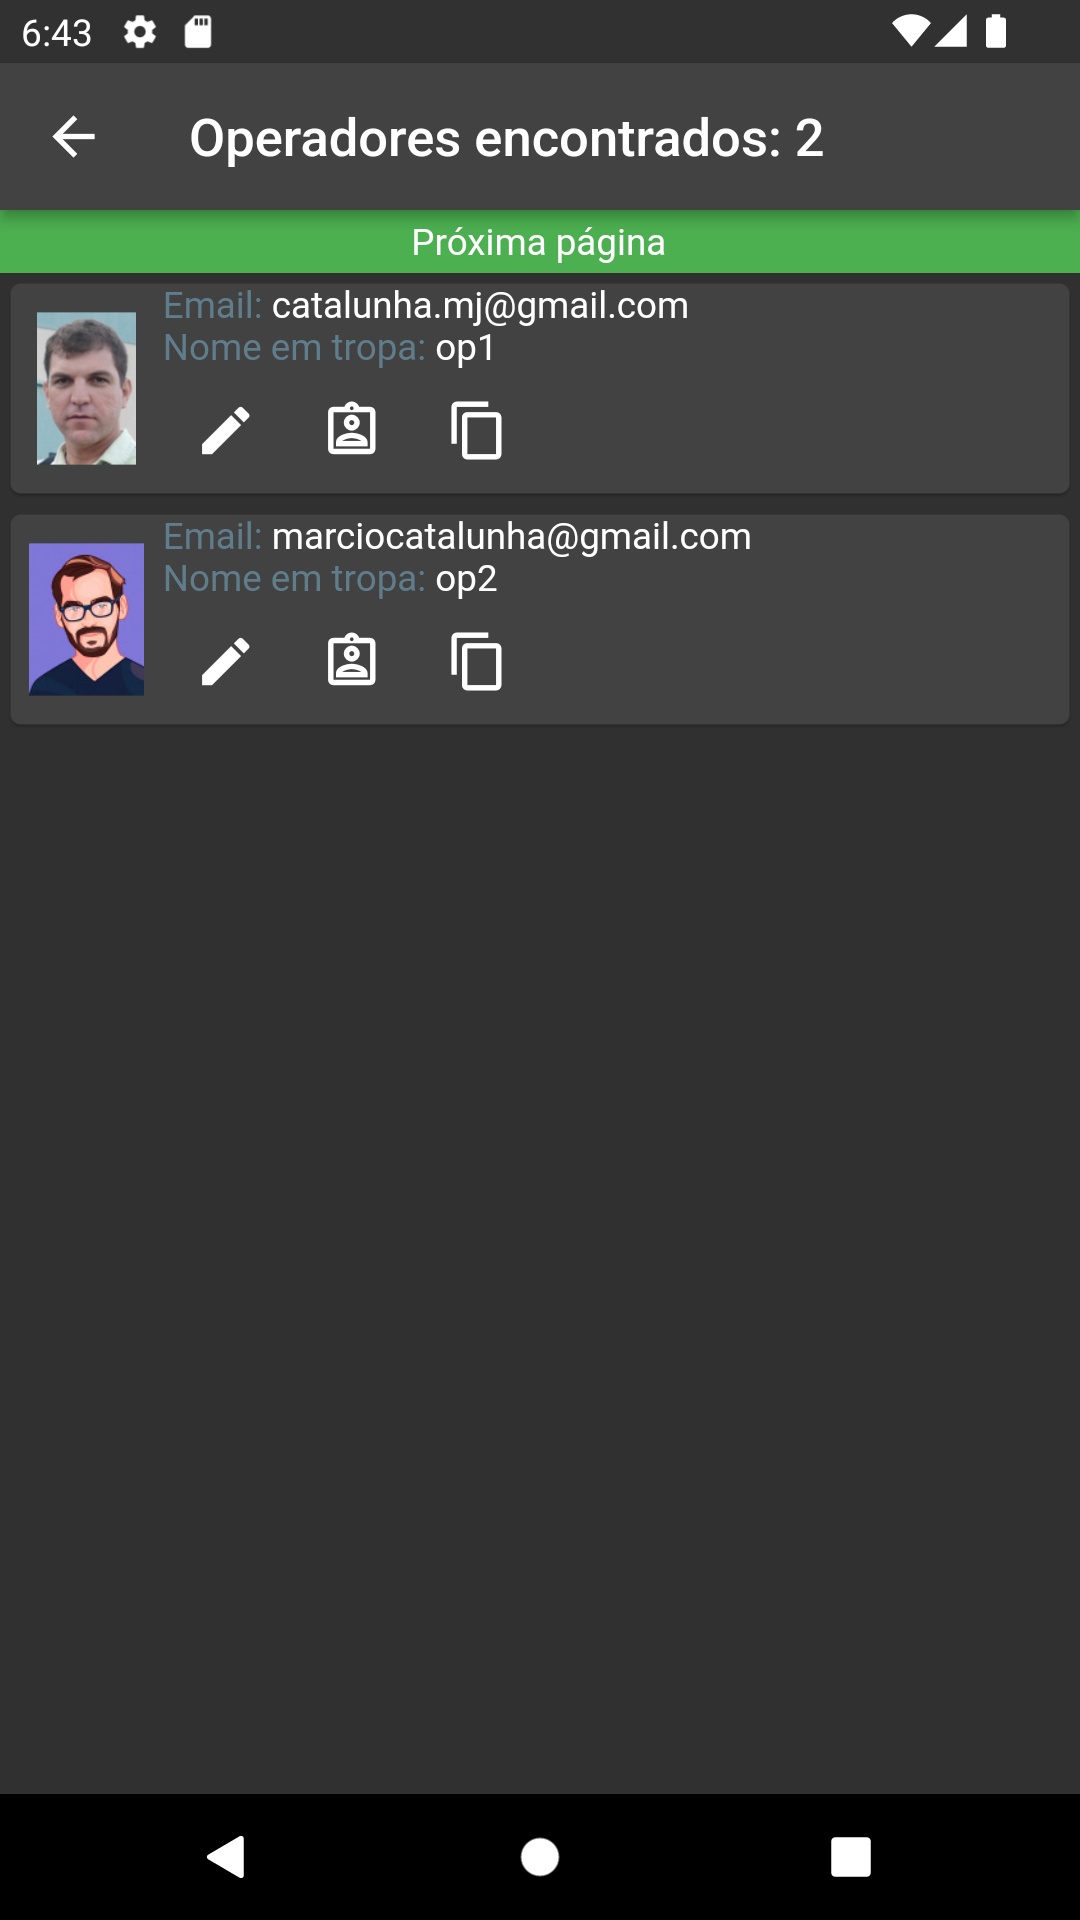 6:43
Operadores encontrados: 2
Próxima página
Email: catalunha.mj@gmail.com
Nome em tropa: op1
Email: marciocatalunha@gmail.com
Nome em tropa: op2